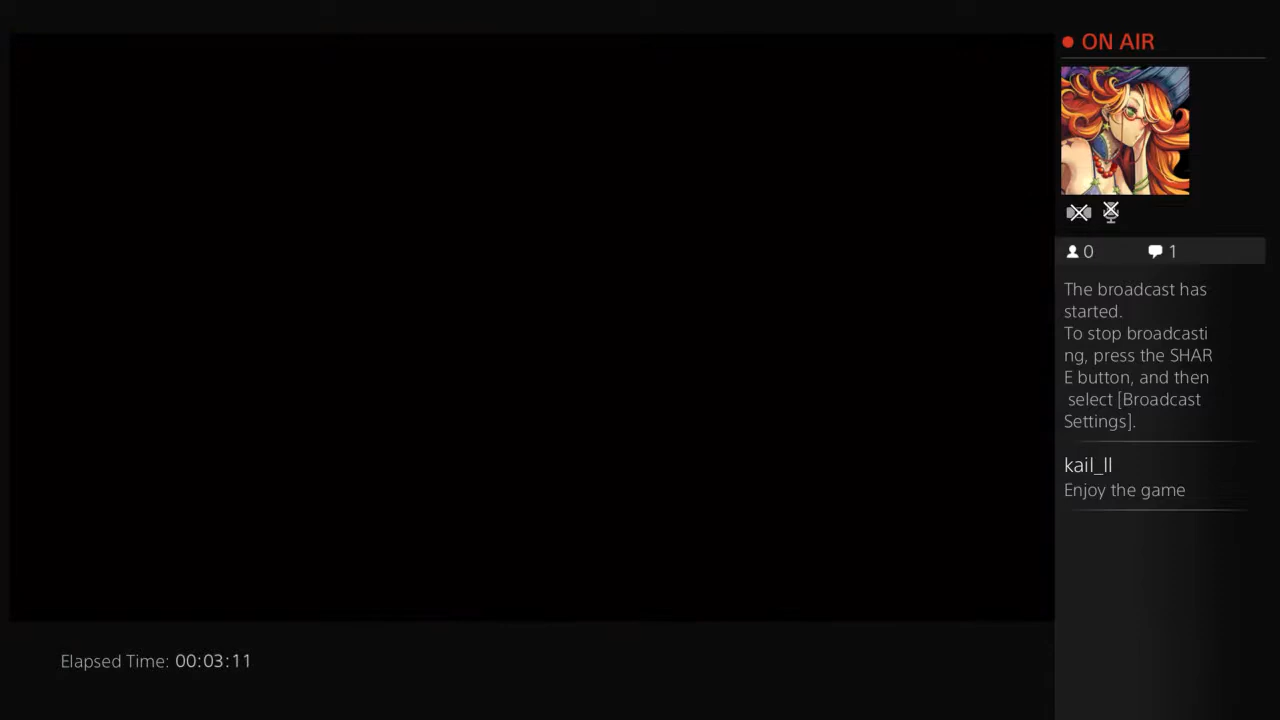 ON AIR
0 1
The broadcast has
started.
To stop broadcasti
ng, press the SHAR
E button, and then
select [Broadcast
Settings].
kail_ll
Enjoy the game
Elapsed Time: 00:03:11